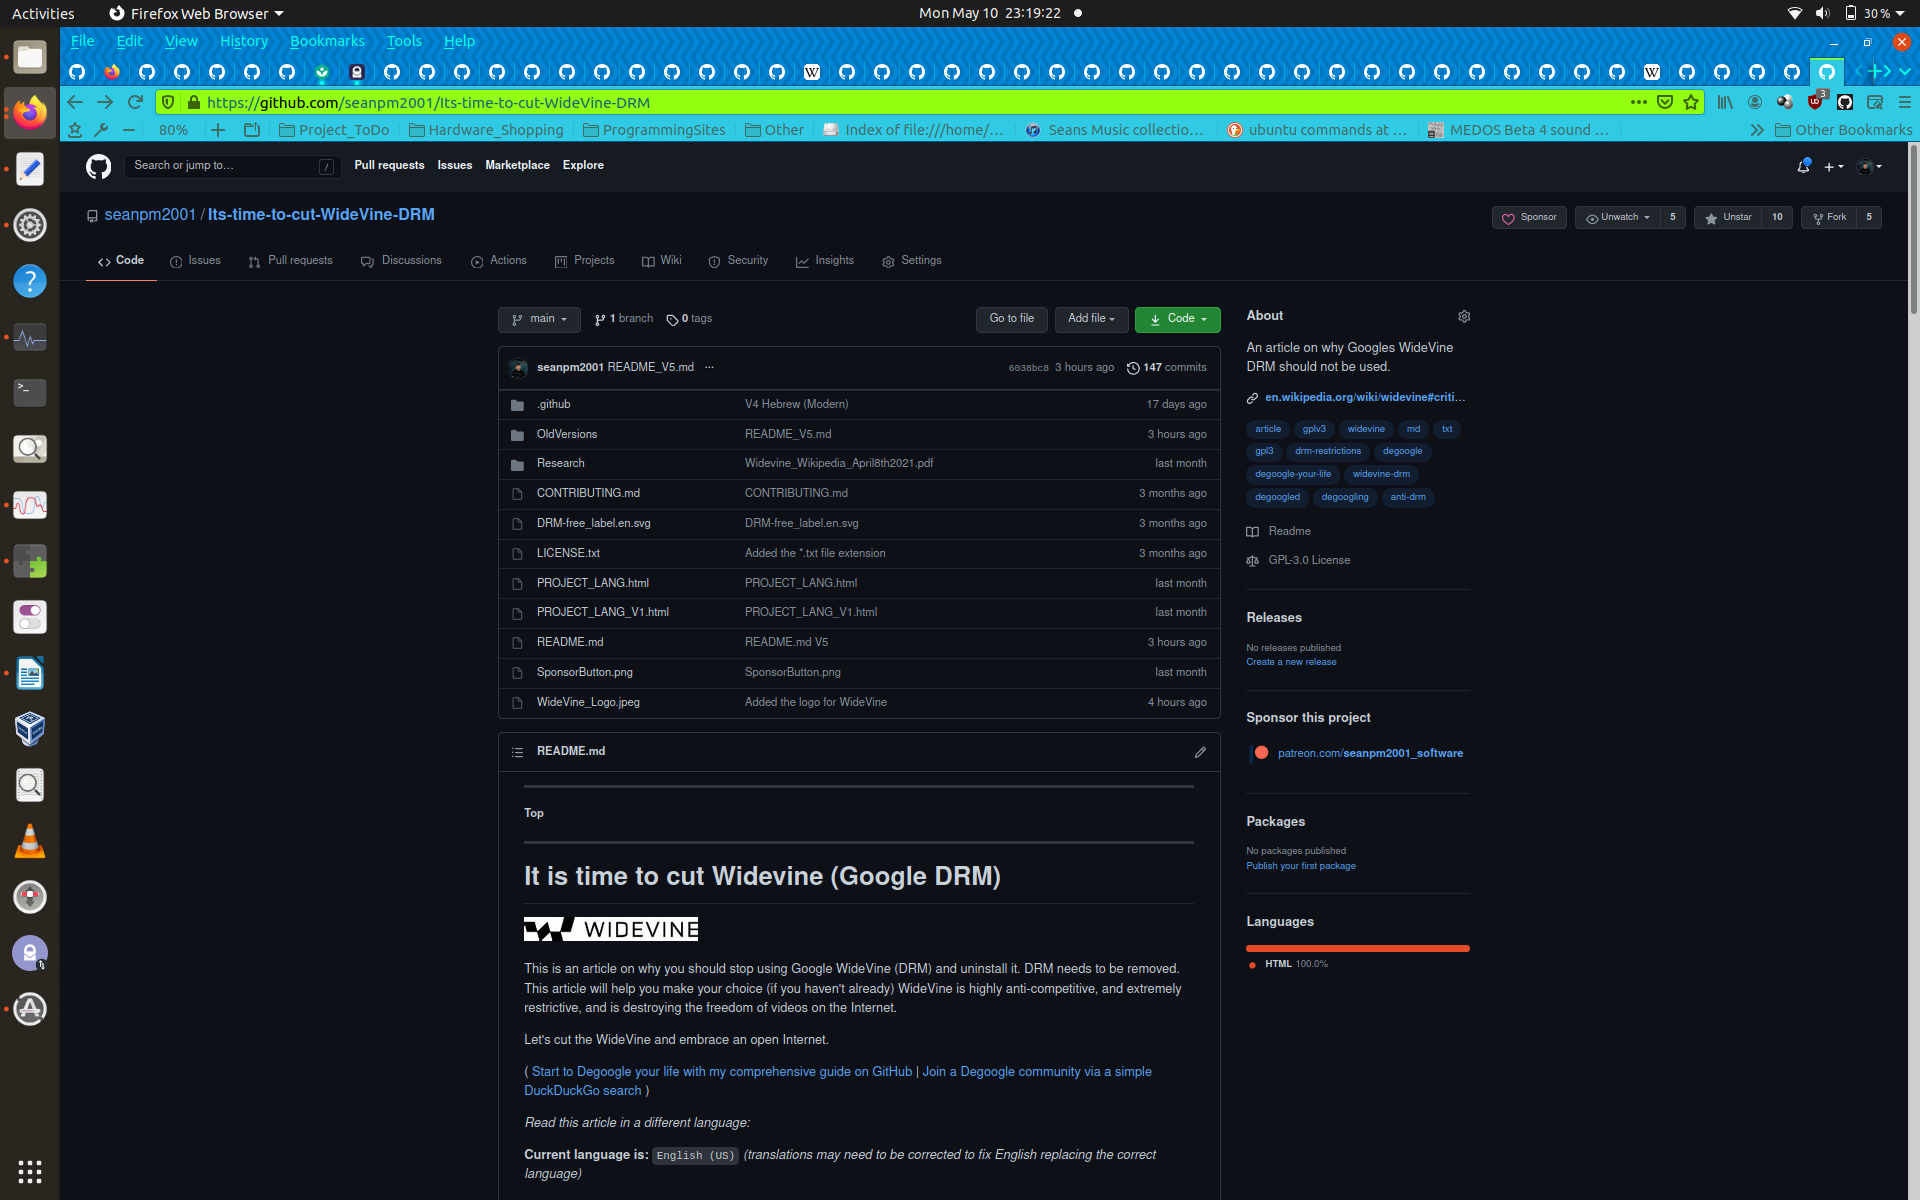 Activities Firefox Web Browser Mon May 10 23:19:22 30 %
File Edit View History Bookmarks Tools Help
https://github.com/seanpm2001/Its-time-to-cut-WideVine-DRM 3
80% Project_ToDo Hardware_Shopping ProgrammingSites Other Index of file:///home/… Seans Music collectio… ubuntu commands at … MEDOS Beta 4 sound … Other Bookmarks
Search or jump to… / Pull requests Issues Marketplace Explore
seanpm2001 / Its-time-to-cut-WideVine-DRM Sponsor Unwatch 5 Unstar 10 Fork 5
Code Issues Pull requests Discussions Actions Projects Wiki Security Insights Settings
main 1 branch 0 tags Go to file Add file Code
seanpm2001 README_V5.md ... 6038bc8 3 hours ago 147 commits
.github V4 Hebrew (Modern) 17 days ago
OldVersions README_V5.md 3 hours ago
Research Widevine_Wikipedia_April8th2021.pdf last month
CONTRIBUTING.md CONTRIBUTING.md 3 months ago
DRM-free_label.en.svg DRM-free_label.en.svg 3 months ago
LICENSE.txt Added the *.txt file extension 3 months ago
PROJECT_LANG.html PROJECT_LANG.html last month
PROJECT_LANG_V1.html PROJECT_LANG_V1.html last month
README.md README.md V5 3 hours ago
SponsorButton.png SponsorButton.png last month
WideVine_Logo.jpeg Added the logo for WideVine 4 hours ago
README.md
Top
It is time to cut Widevine (Google DRM)
WIDEVINE
This is an article on why you should stop using Google WideVine (DRM) and uninstall it. DRM needs to be removed.
This article will help you make your choice (if you haven't already) WideVine is highly anti-competitive, and extremely
restrictive, and is destroying the freedom of videos on the Internet.
Let's cut the WideVine and embrace an open Internet.
( Start to Degoogle your life with my comprehensive guide on GitHub | Join a Degoogle community via a simple
DuckDuckGo search )
Read this article in a different language:
Current language is: English (US) (translations may need to be corrected to fix English replacing the correct
language)
About
An article on why Googles WideVine
DRM should not be used.
en.wikipedia.org/wiki/widevine#criti…
article gplv3 widevine md txt
gpl3 drm-restrictions degoogle
degoogle-your-life widevine-drm
degoogled degoogling anti-drm
Readme
GPL-3.0 License
Releases
No releases published
Create a new release
Sponsor this project
patreon.com/seanpm2001_software
Packages
No packages published
Publish your first package
Languages
HTML 100.0%